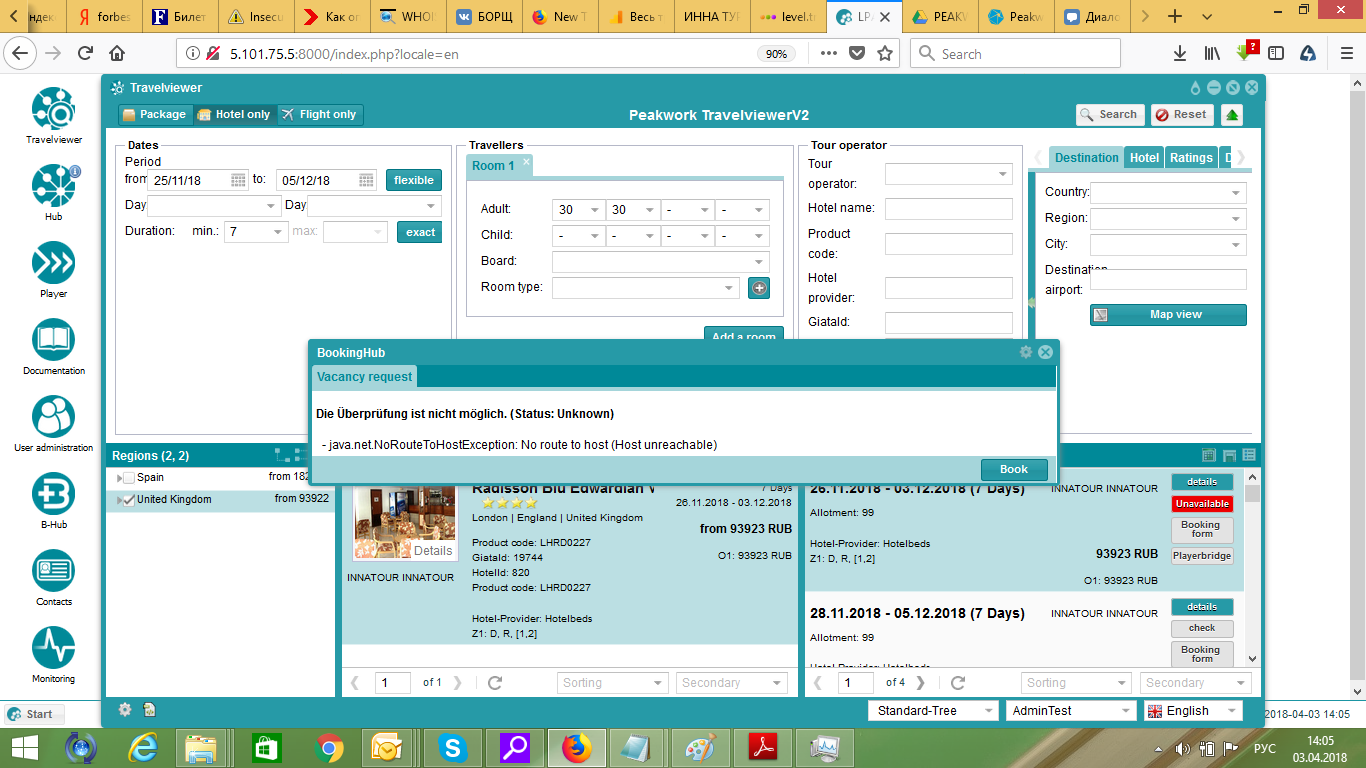 ндекс
forbes
Билет
Insecu
Как ог
WHOI
БОРЩ
New T
Весь т
ИННА ТУР
level.tr
LPA
PEAKW
Peakw
Диало
5.101.75.5:8000/index.php?locale=en
90%
Search
Travelviewer
Package
Hotel only
Flight only
Peakwork TravelviewerV2
Search
Reset
Travelviewer
Hub
Player
Documentation
User administration
B-Hub
Contacts
Monitoring
Dates
Period
from
25/11/18
to:
05/12/18
flexible
Day
Day
Duration:
min.:
7
max:
exact
Travellers
Room 1
Adult:
30
30
-
-
Child:
-
-
-
-
Board:
Room type:
Add a room
Tour operator
Tour
operator:
Hotel name:
Product
code:
Hotel
provider:
GiataId:
Destination
Hotel
Ratings
Country:
Region:
City:
Destination
airport:
Map view
BookingHub
Vacancy request
Die Überprüfung ist nicht möglich. (Status: Unknown)
- java.net.NoRouteToHostException: No route to host (Host unreachable)
Book
Regions (2, 2)
Spain
from 182
United Kingdom
from 93922
Radisson Blu Edwardian
7 Days
26.11.2018 - 03.12.2018
London | England | United Kingdom
from 93923 RUB
Product code: LHRD0227
O1: 93923 RUB
GiataId: 19744
HotelId: 820
Product code: LHRD0227
Hotel-Provider: Hotelbeds
Z1: D, R, [1,2]
Details
INNATOUR INNATOUR
26.11.2018 - 03.12.2018 (7 Days)
INNATOUR INNATOUR
Allotment: 99
Hotel-Provider: Hotelbeds
Z1: D, R, [1,2]
93923 RUB
O1: 93923 RUB
details
Unavailable
Booking
form
Playerbridge
28.11.2018 - 05.12.2018 (7 Days)
INNATOUR INNATOUR
Allotment: 99
Hotel-Provider: Hotelbeds
details
check
Booking
form
1
of 1
Sorting
Secondary
1
of 4
Sorting
Secondary
Standard-Tree
AdminTest
English
Start
2018-04-03 14:05
РУС
14:05
03.04.2018